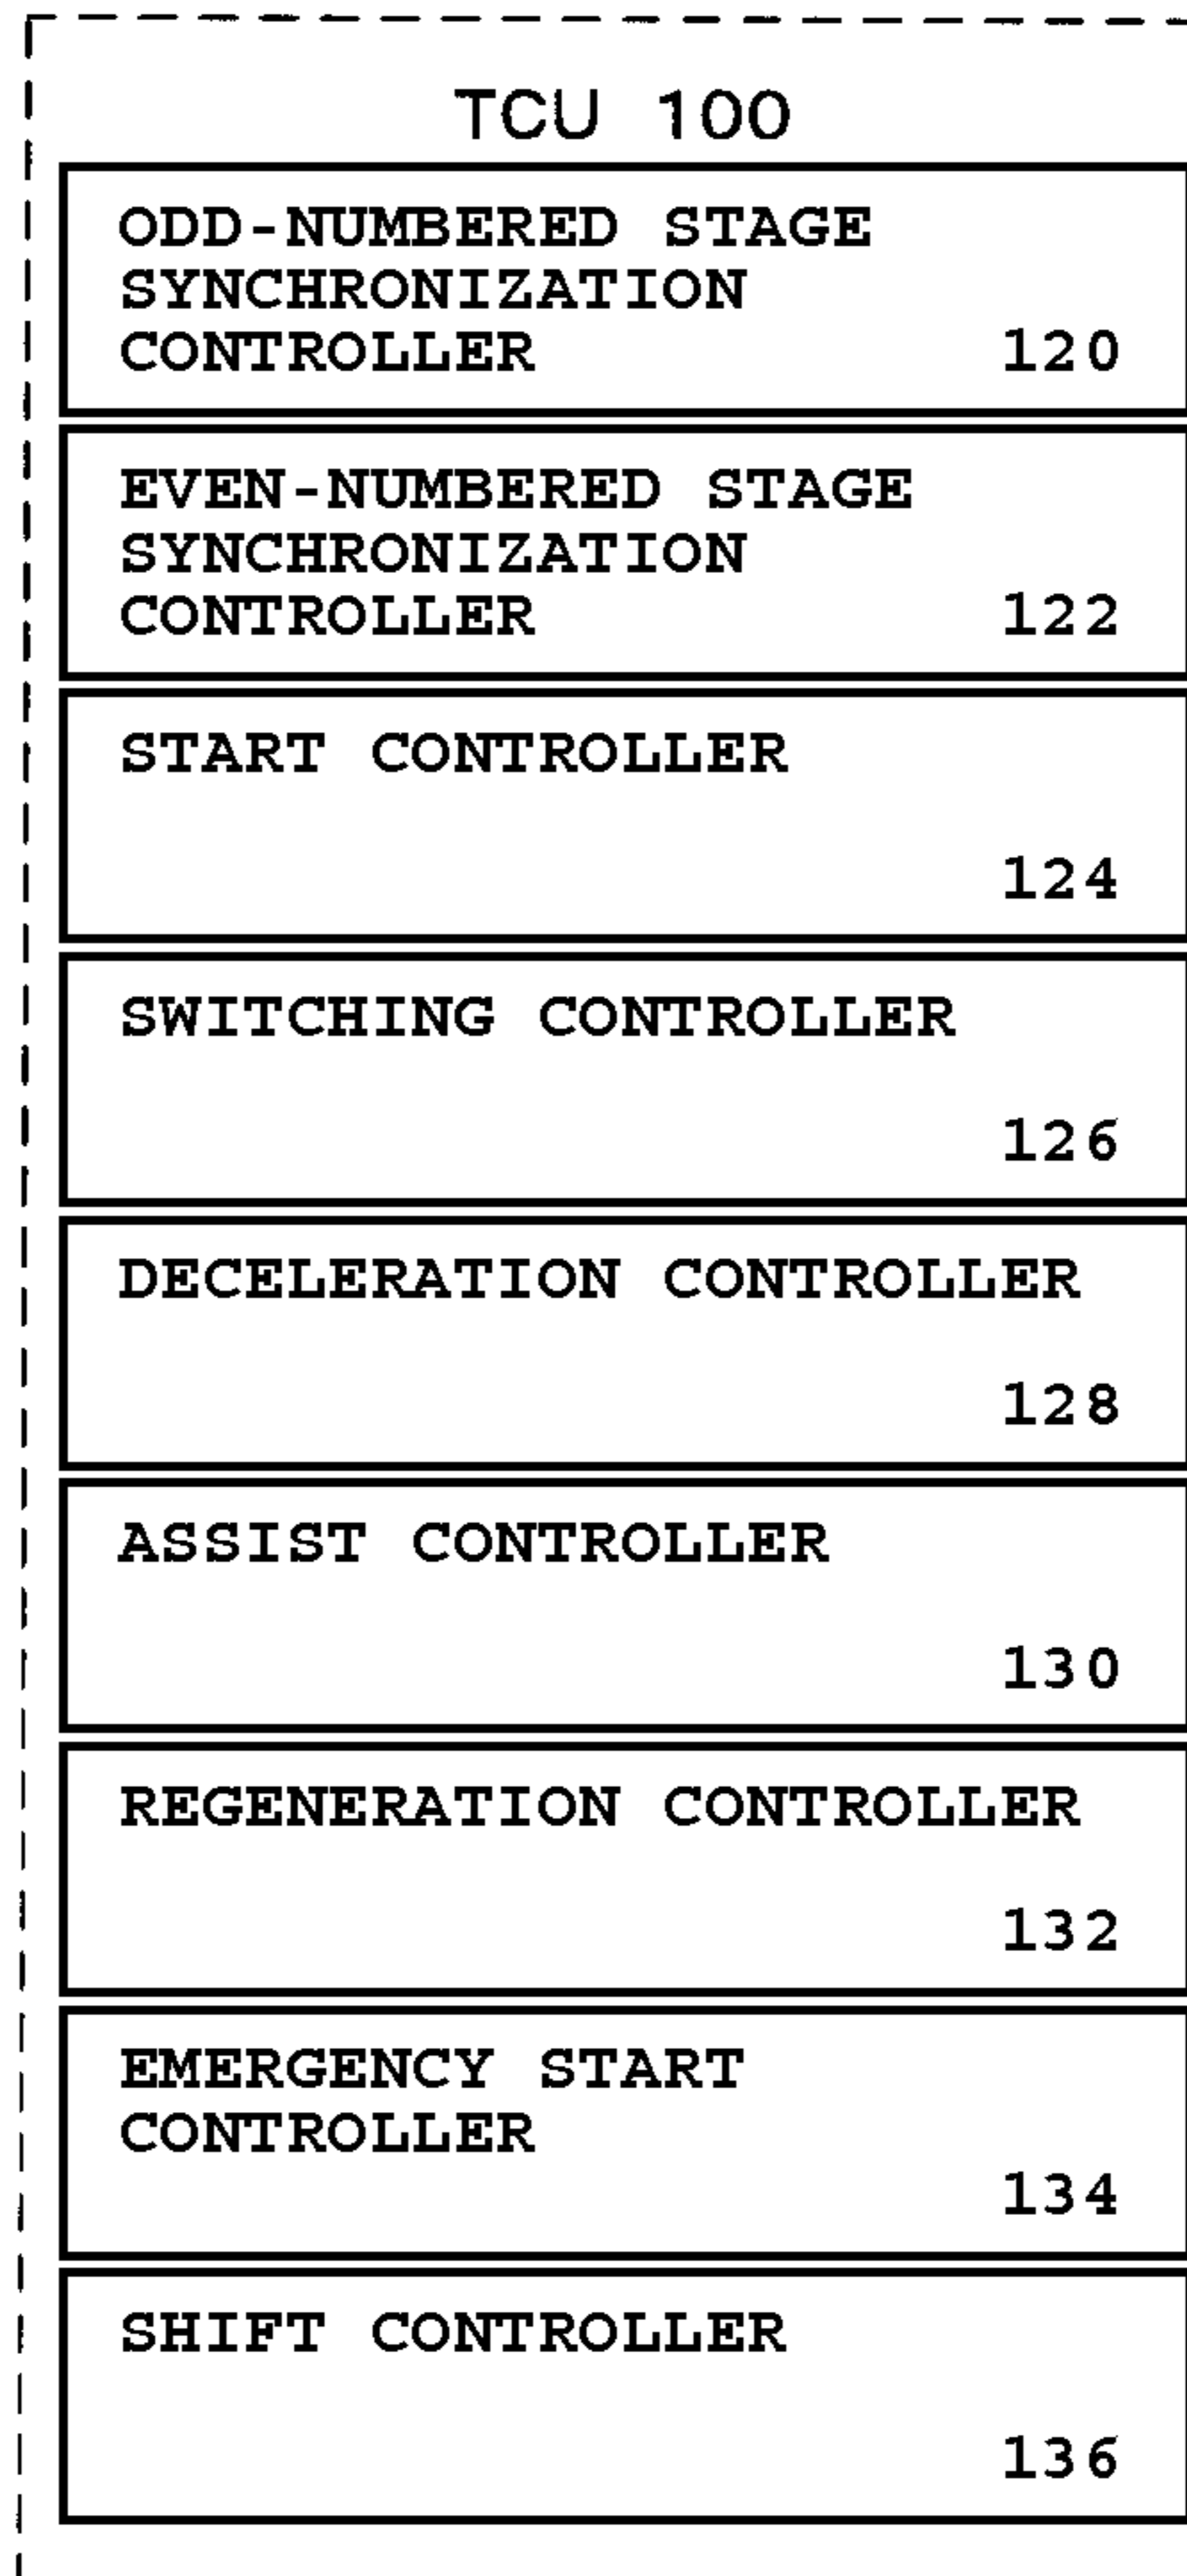 TCU 100
ODD-NUMBERED STAGE
SYNCHRONIZATION
CONTROLLER 120
EVEN-NUMBERED STAGE
SYNCHRONIZATION
CONTROLLER 122
START CONTROLLER
124
SWITCHING CONTROLLER
126
DECELERATION CONTROLLER
128
ASSIST CONTROLLER
130
REGENERATION CONTROLLER
132
EMERGENCY START
CONTROLLER
134
SHIFT CONTROLLER
136